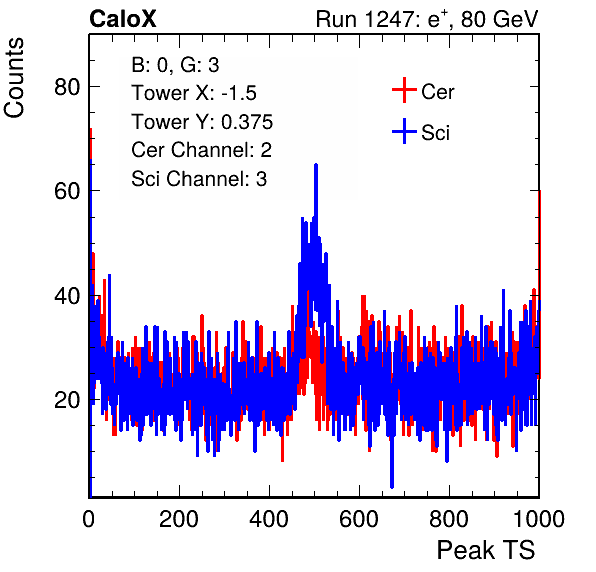 CaloX Run 1247: e⁺, 80 GeV
Counts
B: 0, G: 3
Tower X: -1.5
Tower Y: 0.375
Cer Channel: 2
Sci Channel: 3
Cer
Sci
80
60
40
20
0 200 400 600 800 1000
Peak TS